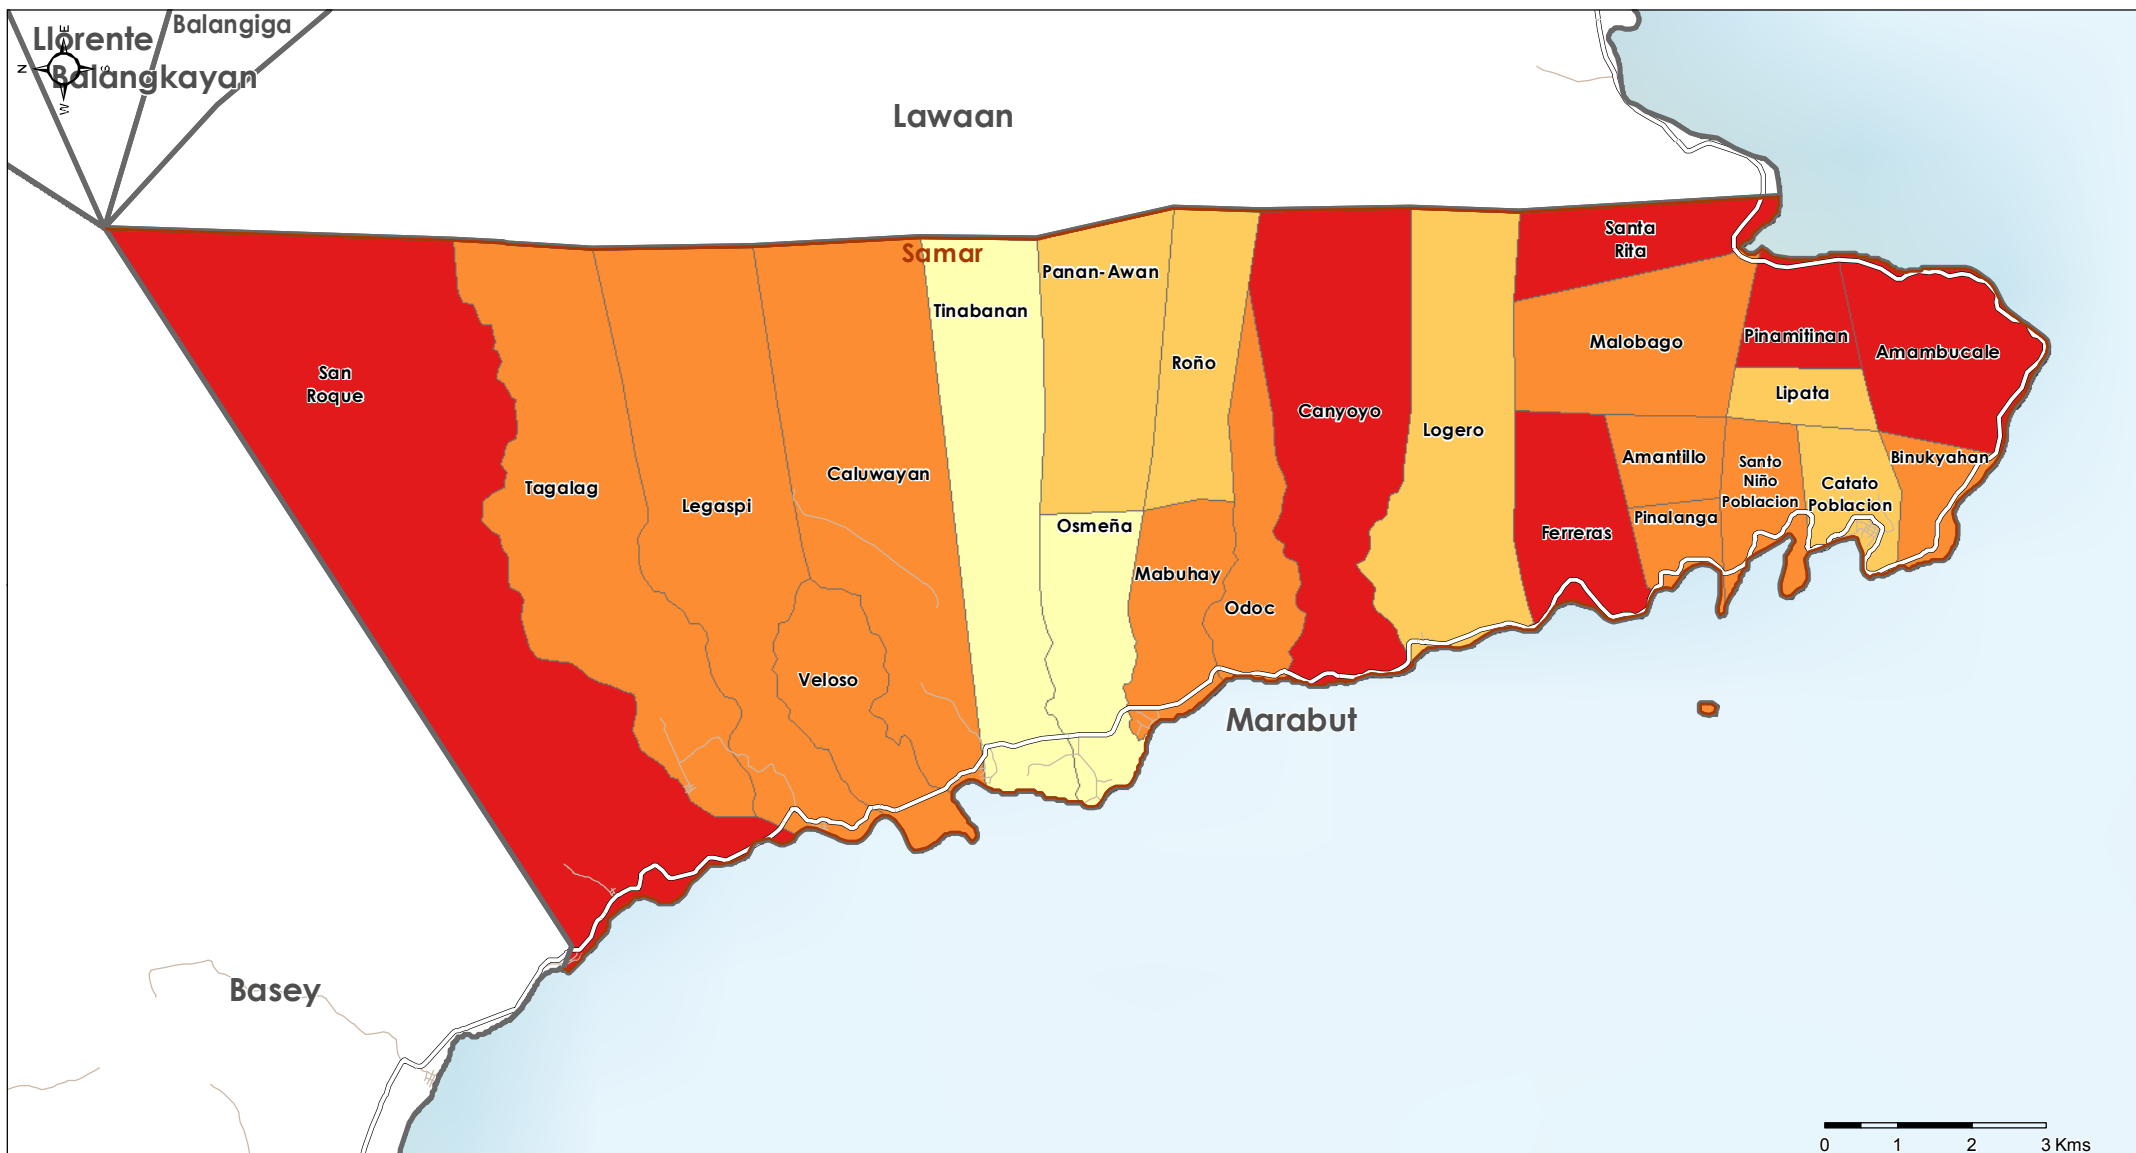 Balangiga
Llorente
E
N
S
W
Balangkayan
Lawaan
Samar
Santa
Rita
Panan-Awan
Tinabanan
Pinamitinan
Malobago
Amambucale
Roño
San
Roque
Lipata
Canyoyo
Logero
Amantillo
Binukyahan
Santo
Niño
Poblacion
Catato
Poblacion
Caluwayan
Tagalag
Legaspi
Pinalanga
Osmeña
Ferreras
Mabuhay
Odoc
Veloso
Marabut
Basey
0 1 2 3 Kms